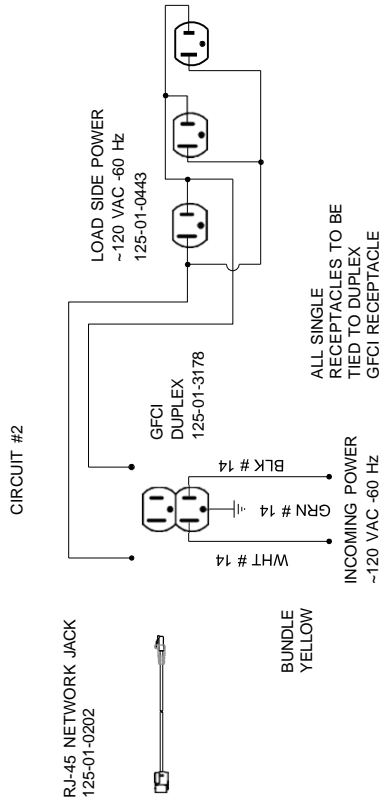 CIRCUIT #2
RJ-45 NETWORK JACK
125-01-0202
GFCI
DUPLEX
125-01-3178
LOAD SIDE POWER
~120 VAC -60 Hz
125-01-0443
WHT # 14
GRN # 14
BLK # 14
BUNDLE
YELLOW
INCOMING POWER
~120 VAC -60 Hz
ALL SINGLE
RECEPTACLES TO BE
TIED TO DUPLEX
GFCI RECEPTACLE